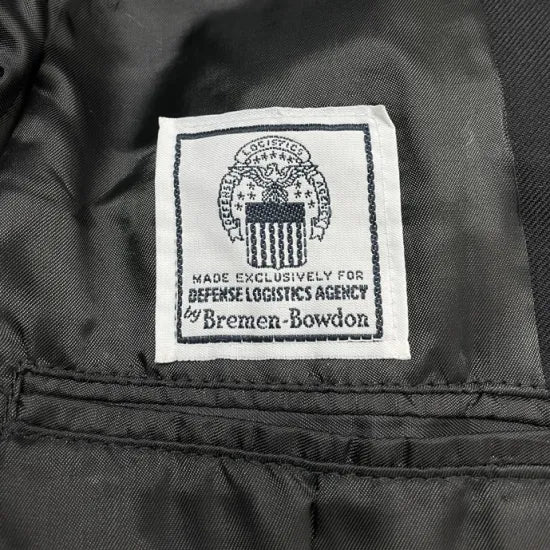 DEFENSE LOGISTICS AGENCY
MADE EXCLUSIVELY FOR
DEFENSE LOGISTICS AGENCY
by Bremen-Bowdon